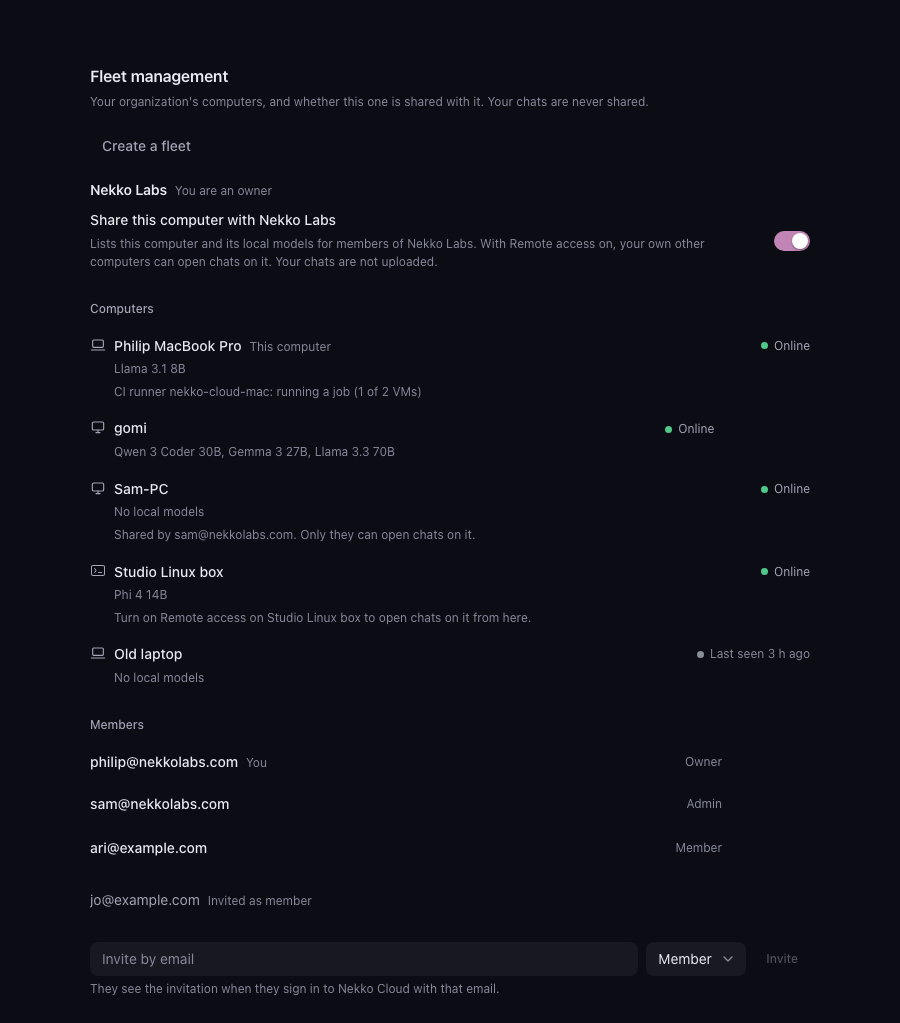 Fleet management
Your organization's computers, and whether this one is shared with it. Your chats are never shared.
Create a fleet
Nekko Labs You are an owner
Share this computer with Nekko Labs
Lists this computer and its local models for members of Nekko Labs. With Remote access on, your own other
computers can open chats on it. Your chats are not uploaded.
Computers
Philip MacBook Pro This computer Online
Llama 3.1 8B
CI runner nekko-cloud-mac: running a job (1 of 2 VMs)
gomi Online
Qwen 3 Coder 30B, Gemma 3 27B, Llama 3.3 70B
Sam-PC Online
No local models
Shared by sam@nekkolabs.com. Only they can open chats on it.
Studio Linux box Online
Phi 4 14B
Turn on Remote access on Studio Linux box to open chats on it from here.
Old laptop Last seen 3 h ago
No local models
Members
philip@nekkolabs.com You Owner
sam@nekkolabs.com Admin
ari@example.com Member
jo@example.com Invited as member
Invite by email Member Invite
They see the invitation when they sign in to Nekko Cloud with that email.